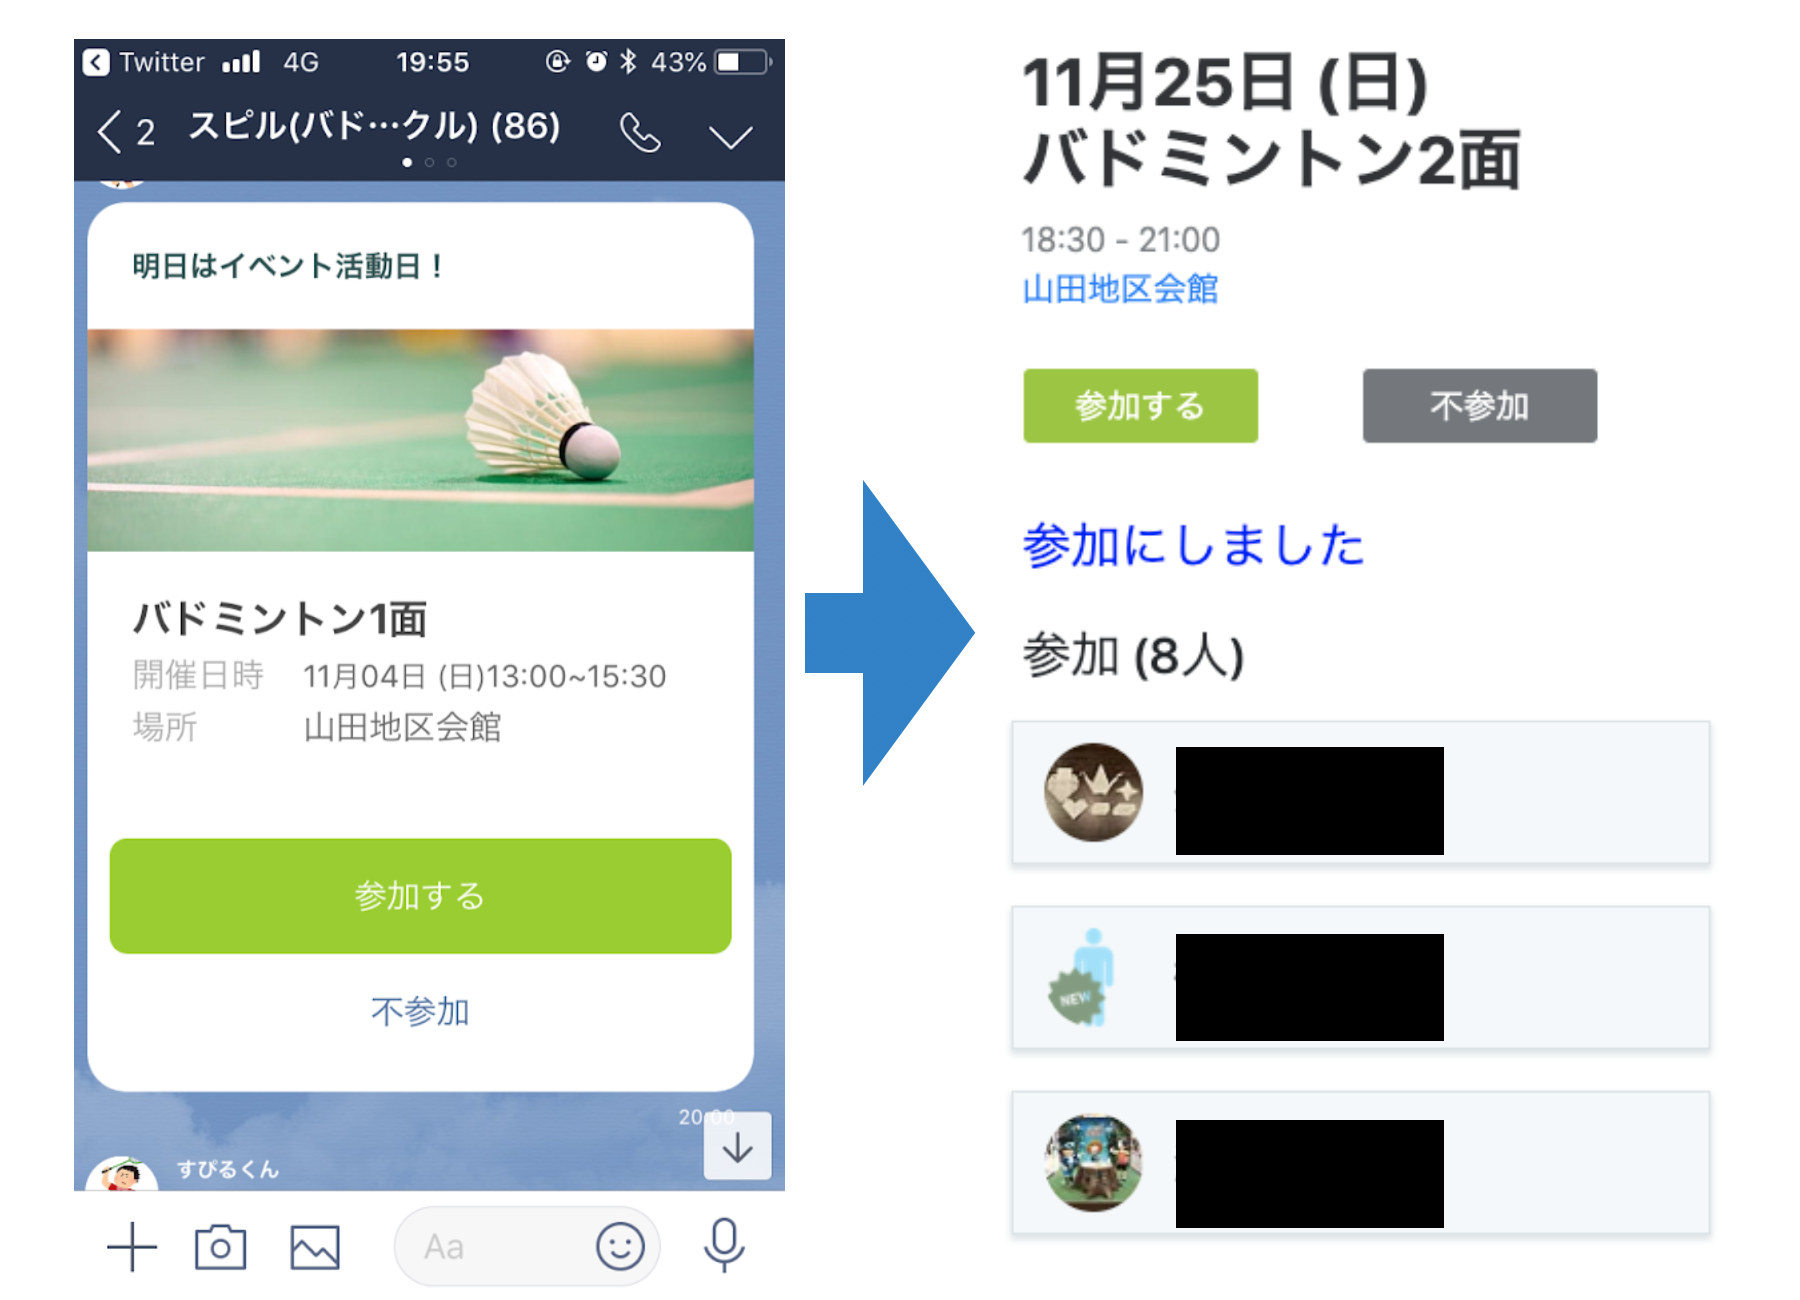 Twitter 4G 19:55 43%
2 スピル(バド…クル) (86)
明日はイベント活動日！
バドミントン1面
開催日時 11月04日 (日)13:00~15:30
場所 山田地区会館
参加する
不参加
20:00
すぴるくん
Aa
11月25日 (日)
バドミントン2面
18:30 - 21:00
山田地区会館
参加する 不参加
参加にしました
参加 (8人)
NEW